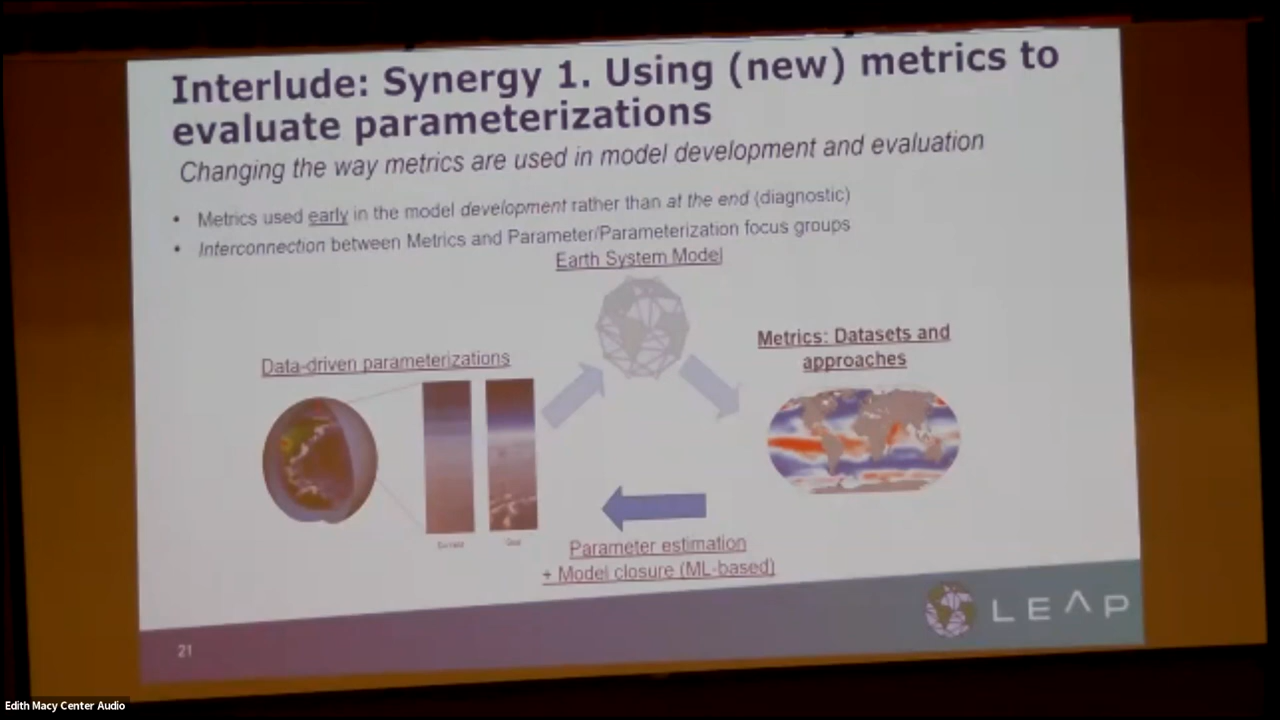 Interlude: Synergy 1. Using (new) metrics to
evaluate parameterizations
Changing the way metrics are used in model development and evaluation
• Metrics used early in the model development rather than at the end (diagnostic)
• Interconnection between Metrics and Parameter/Parameterization focus groups
Earth System Model
Metrics: Datasets and
approaches
Data-driven parameterizations
Parameter estimation
+ Model closure (ML-based)
21
LEAP
Edith Macy Center Audio